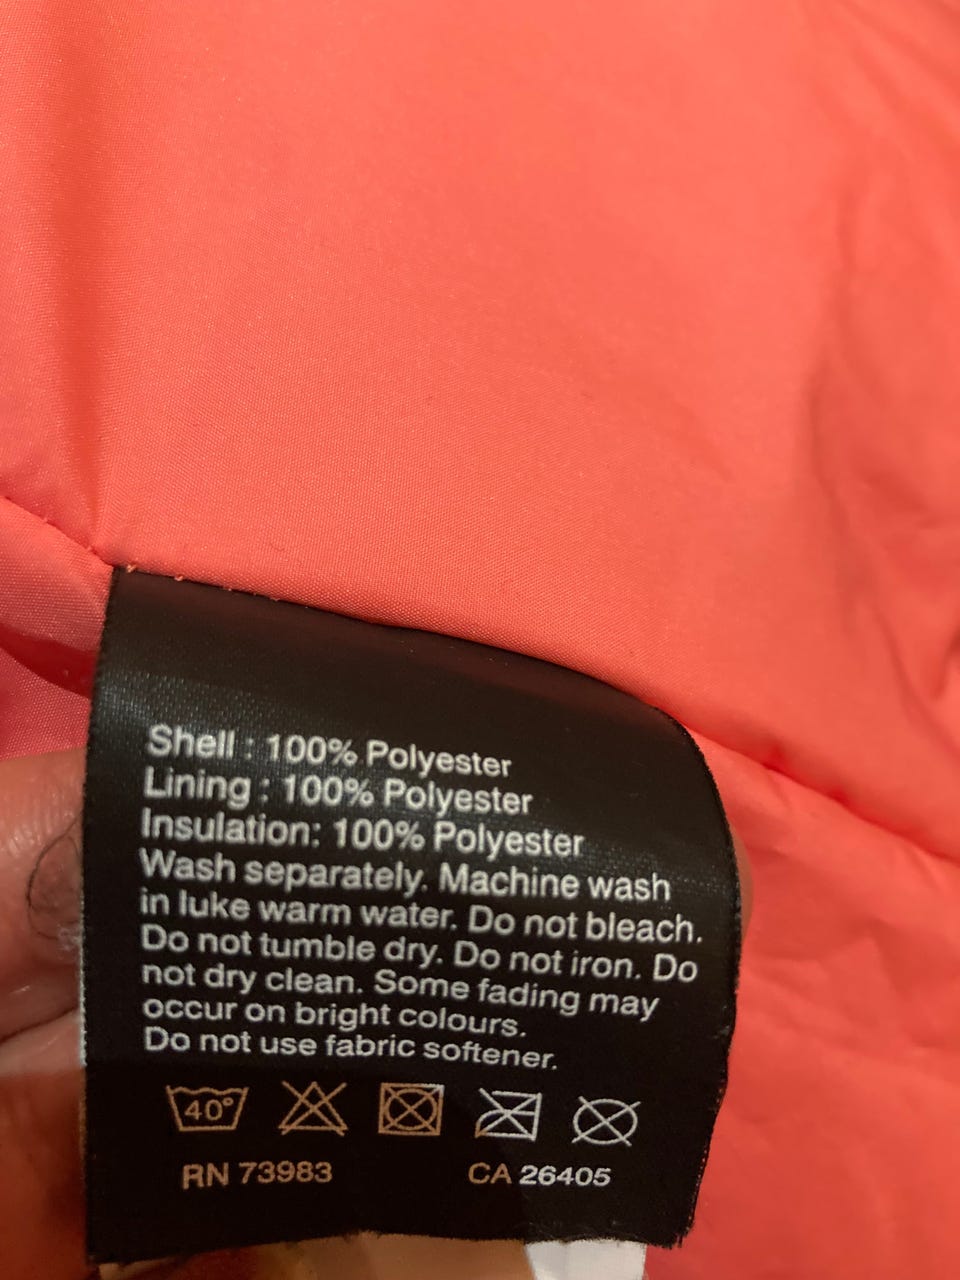 Shell : 100% Polyester
Lining : 100% Polyester
Insulation: 100% Polyester
Wash separately. Machine wash
in luke warm water. Do not bleach.
Do not tumble dry. Do not iron. Do
not dry clean. Some fading may
occur on bright colours.
Do not use fabric softener.
40°
RN 73983 CA 26405